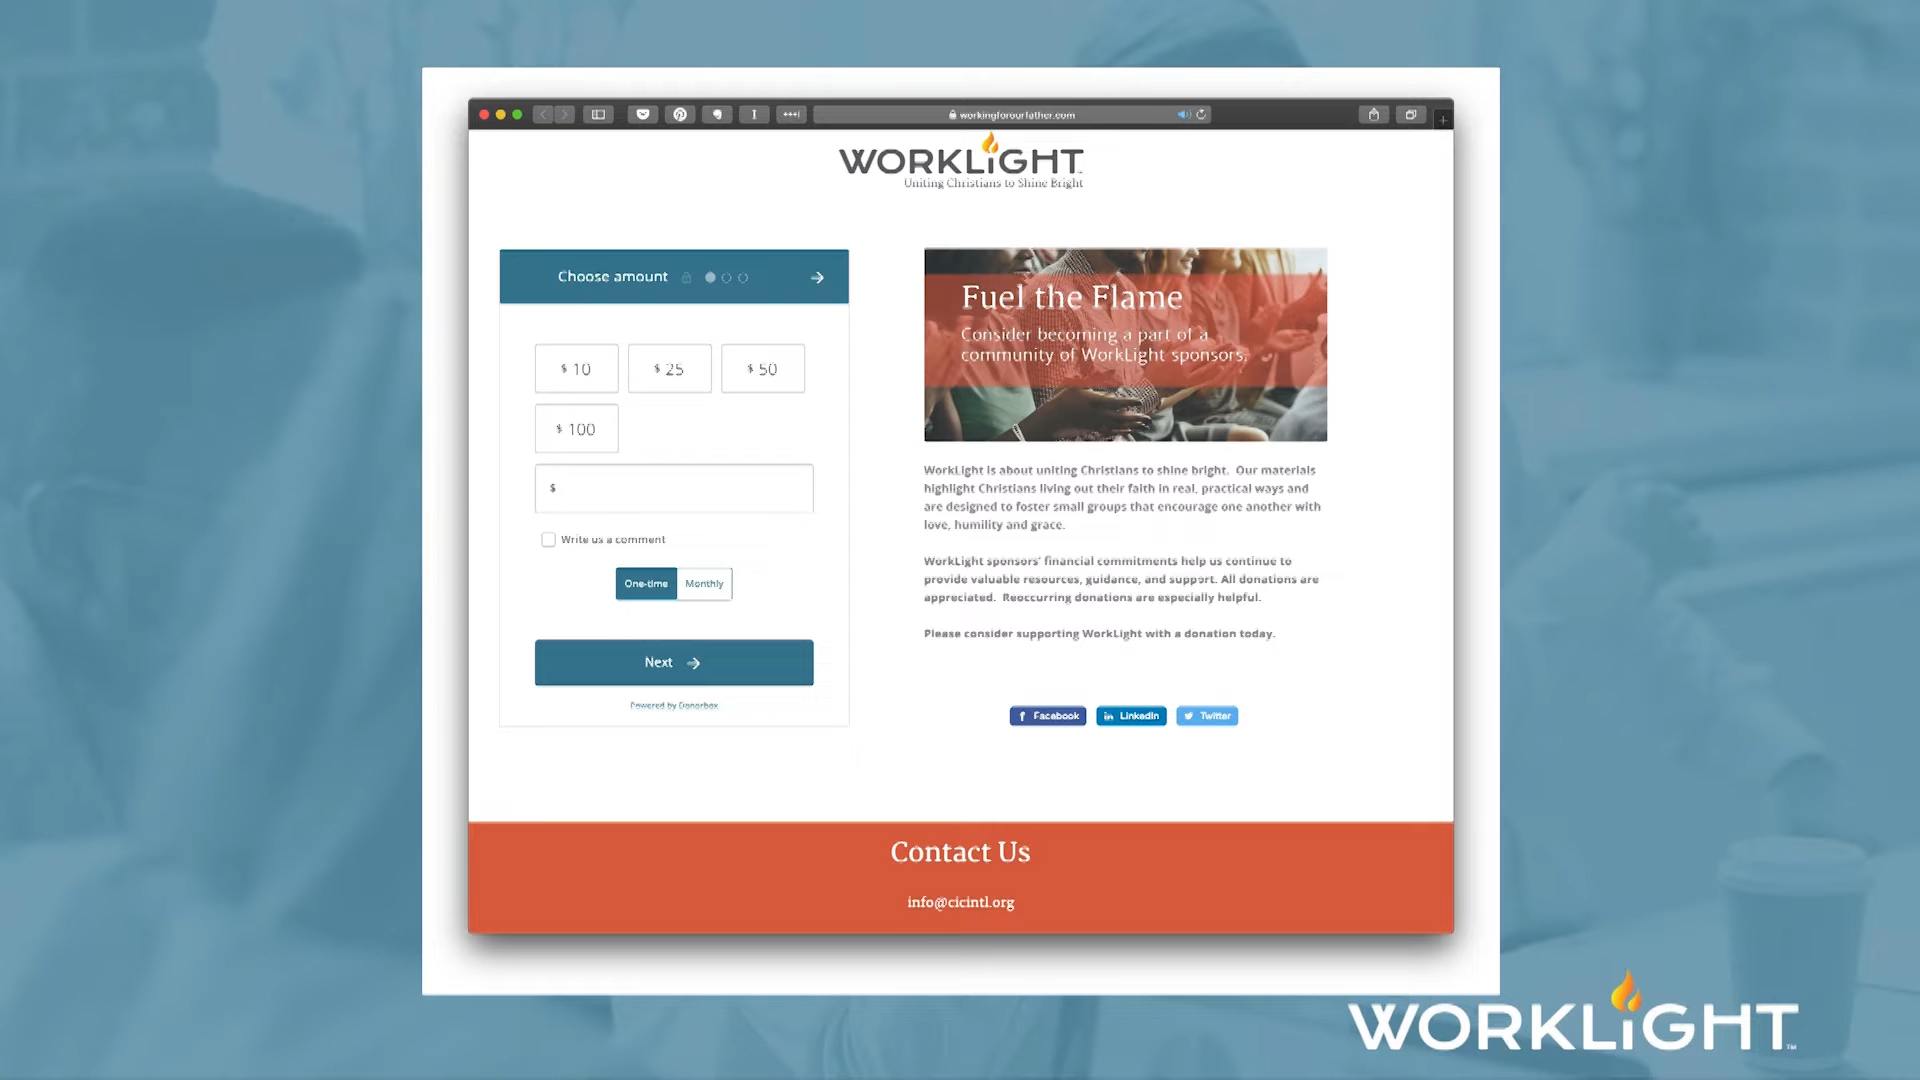 workingforourfather.com
WORKLiGHT
Uniting Christians to Shine Bright
Choose amount
$ 10
$ 25
$ 50
$ 100
$
Write us a comment
One-time
Monthly
Next
Powered by Donorbox
Fuel the Flame
Consider becoming a part of a
community of WorkLight sponsors.
WorkLight is about uniting Christians to shine bright. Our materials
highlight Christians living out their faith in real, practical ways and
are designed to foster small groups that encourage one another with
love, humility and grace.
WorkLight sponsors' financial commitments help us continue to
provide valuable resources, guidance, and support. All donations are
appreciated. Reoccurring donations are especially helpful.
Please consider supporting WorkLight with a donation today.
Facebook
LinkedIn
Twitter
Contact Us
info@cicintl.org
WORKLiGHT™